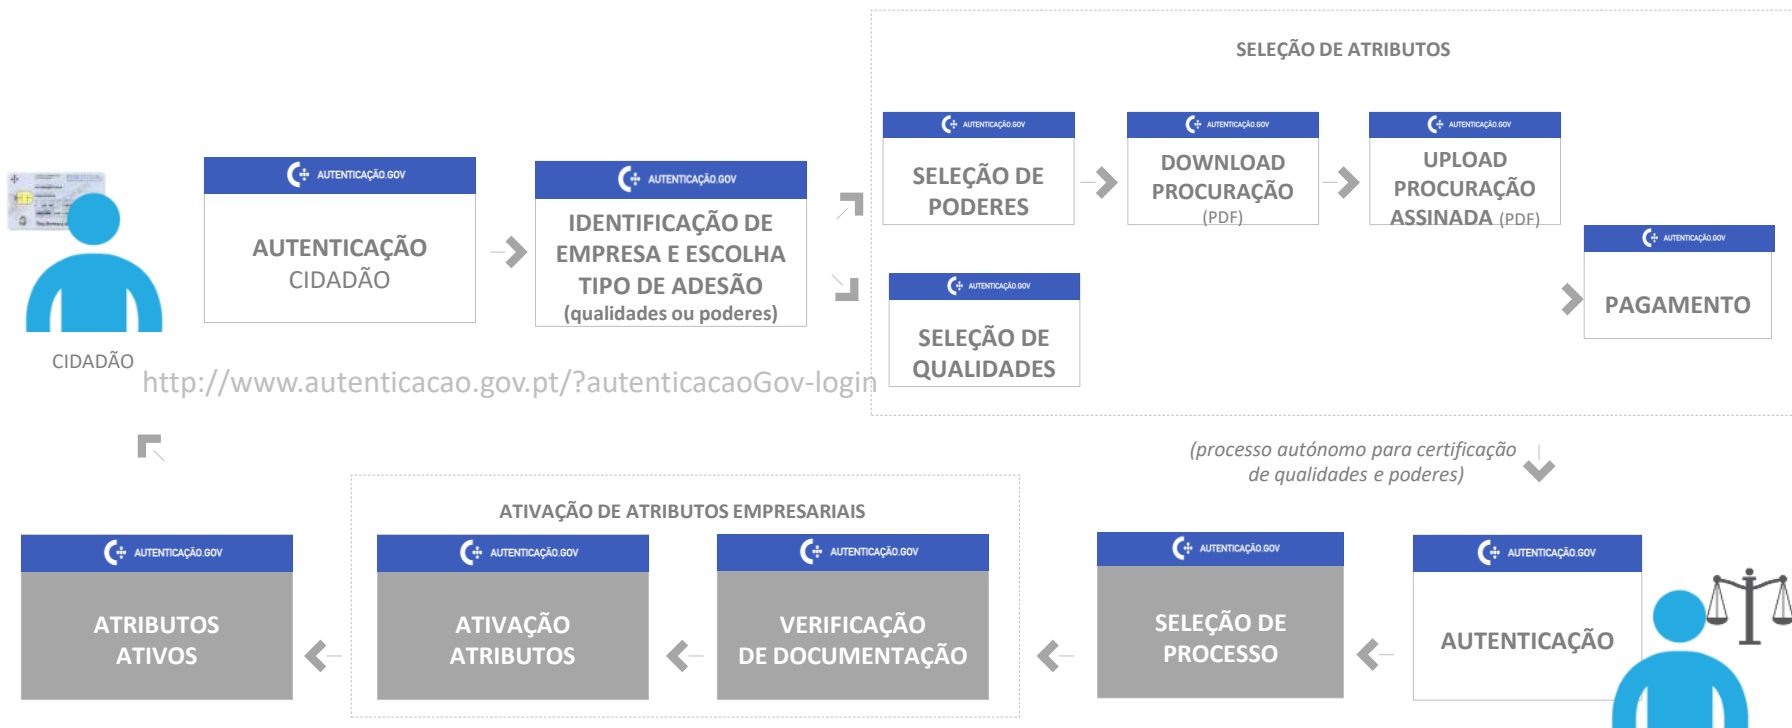 SELEÇÃO DE ATRIBUTOS
AUTENTICAÇÃO.GOV
AUTENTICAÇÃO
CIDADÃO
AUTENTICAÇÃO.GOV
IDENTIFICAÇÃO DE
EMPRESA E ESCOLHA
TIPO DE ADESÃO
(qualidades ou poderes)
AUTENTICAÇÃO.GOV
SELEÇÃO DE
PODERES
AUTENTICAÇÃO.GOV
DOWNLOAD
PROCURAÇÃO
(PDF)
AUTENTICAÇÃO.GOV
UPLOAD
PROCURAÇÃO
ASSINADA (PDF)
AUTENTICAÇÃO.GOV
SELEÇÃO DE
QUALIDADES
AUTENTICAÇÃO.GOV
PAGAMENTO
CIDADÃO
http://www.autenticacao.gov.pt/?autenticacaoGov-login
(processo autónomo para certificação
de qualidades e poderes)
ATIVAÇÃO DE ATRIBUTOS EMPRESARIAIS
AUTENTICAÇÃO.GOV
ATRIBUTOS
ATIVOS
AUTENTICAÇÃO.GOV
ATIVAÇÃO
ATRIBUTOS
AUTENTICAÇÃO.GOV
VERIFICAÇÃO
DE DOCUMENTAÇÃO
AUTENTICAÇÃO.GOV
SELEÇÃO DE
PROCESSO
AUTENTICAÇÃO.GOV
AUTENTICAÇÃO